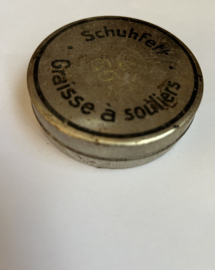 · Schuhfett ·
Graisse à souliers